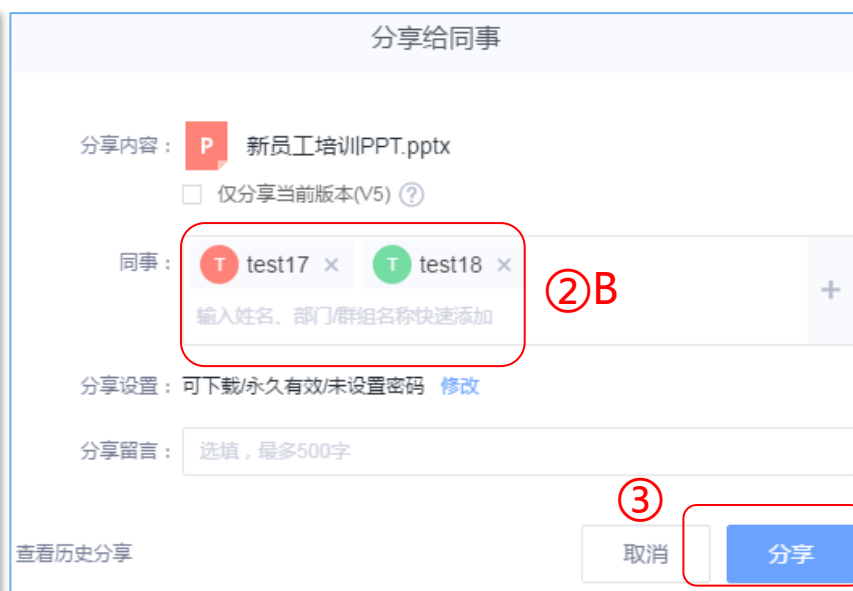 分享给同事
分享内容： P 新员工培训PPT.pptx
仅分享当前版本(V5) ?
同事： T test17 × T test18 ×
②B
+
输入姓名、部门/群组名称快速添加
分享设置：可下载/永久有效/未设置密码 修改
分享留言： 选填，最多500字
③
查看历史分享 取消 分享